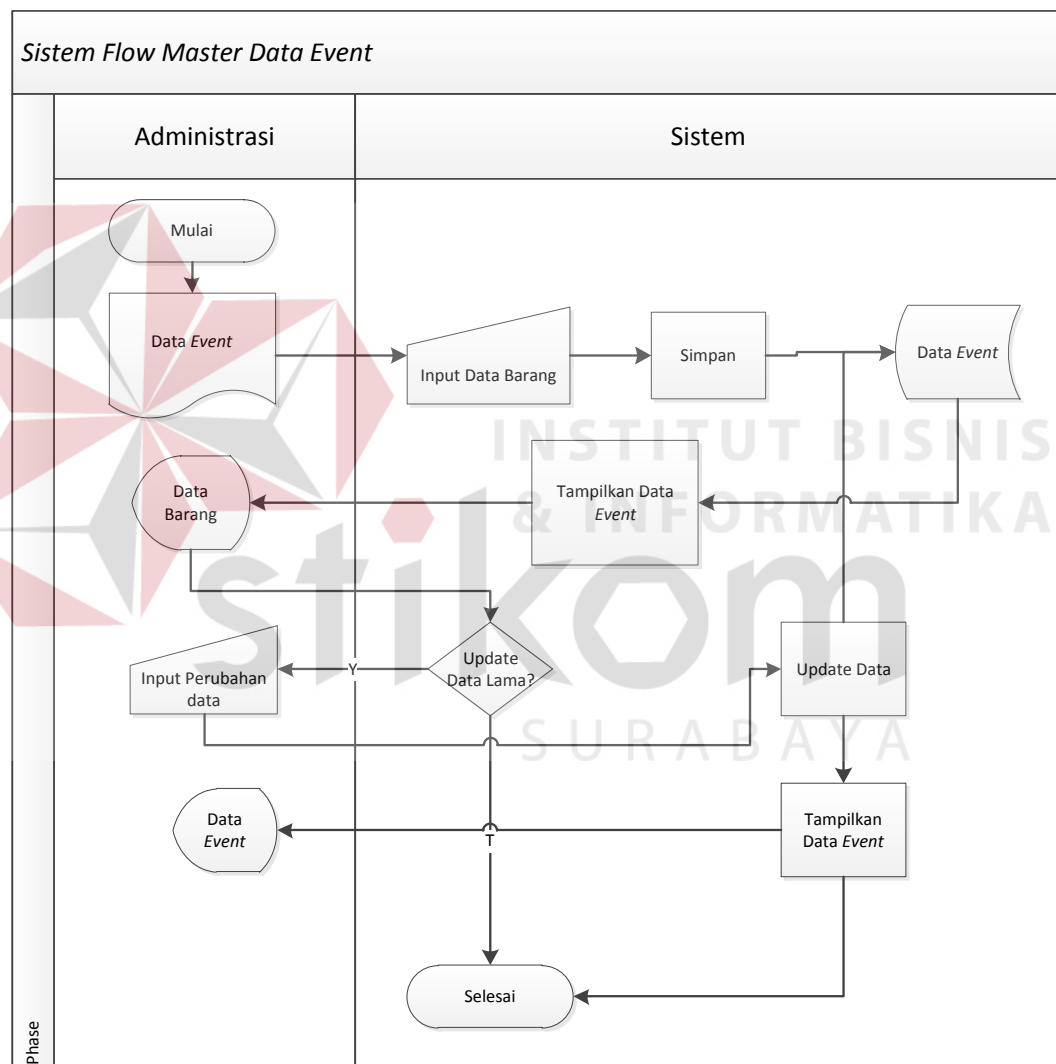 Sistem Flow Master Data Event
Administrasi
Sistem
Mulai
Data Event
Input Data Barang
Simpan
Data Event
INSTITUT BISNIS
& INFORMATIKA
Data
Barang
Tampilkan Data
Event
stikom
Input Perubahan
data
Y
Update
Data Lama?
Update Data
SURABAYA
Data
Event
T
Tampilkan
Data Event
Selesai
Phase